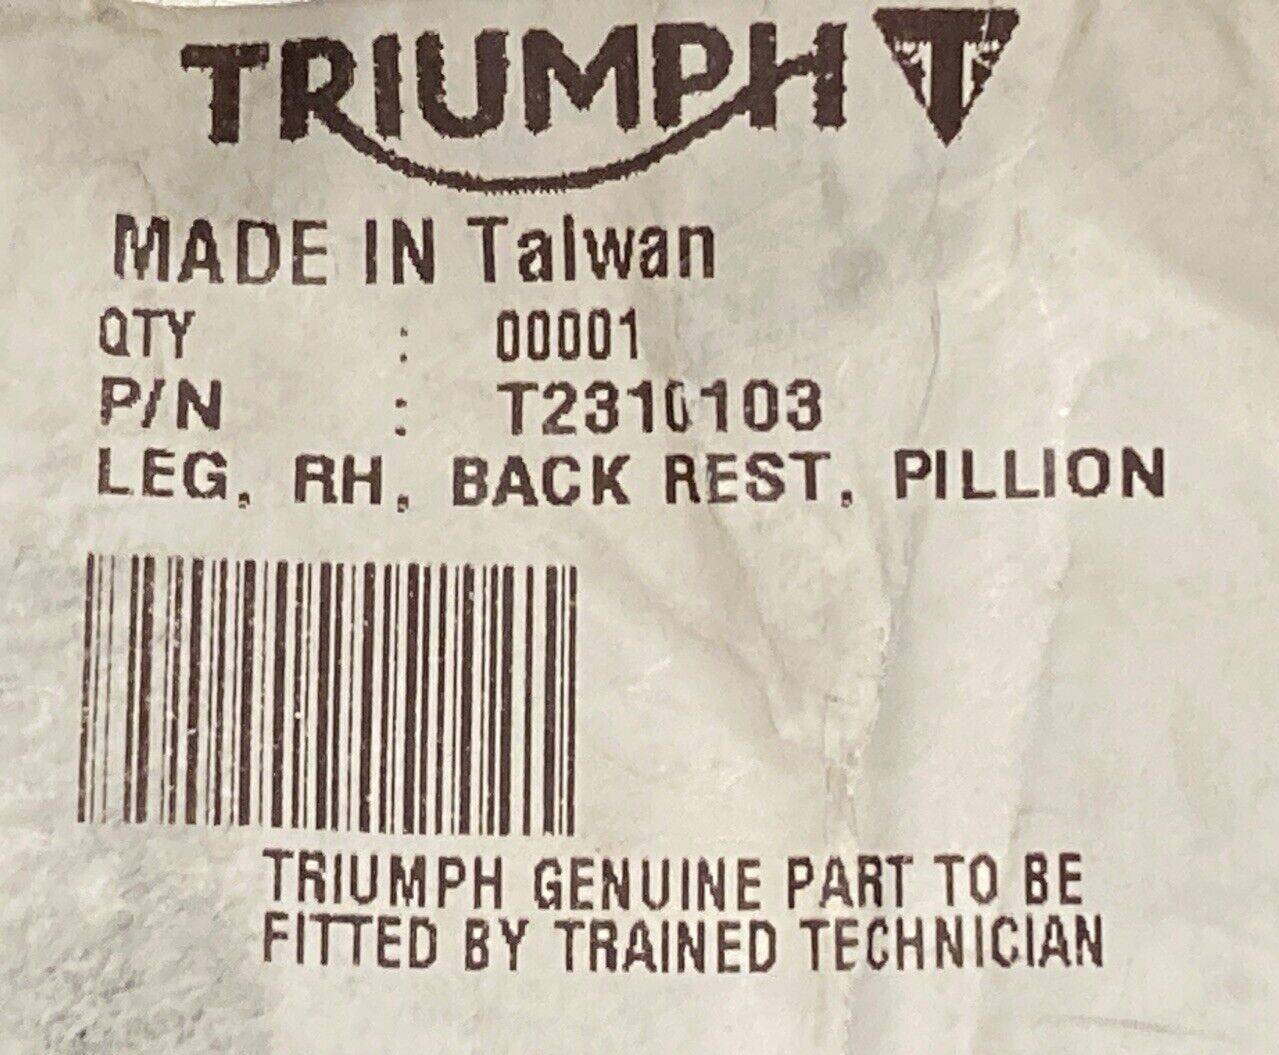 TRIUMPH T
MADE IN Taiwan
QTY : 00001
P/N : T2310103
LEG, RH, BACK REST, PILLION
TRIUMPH GENUINE PART TO BE
FITTED BY TRAINED TECHNICIAN